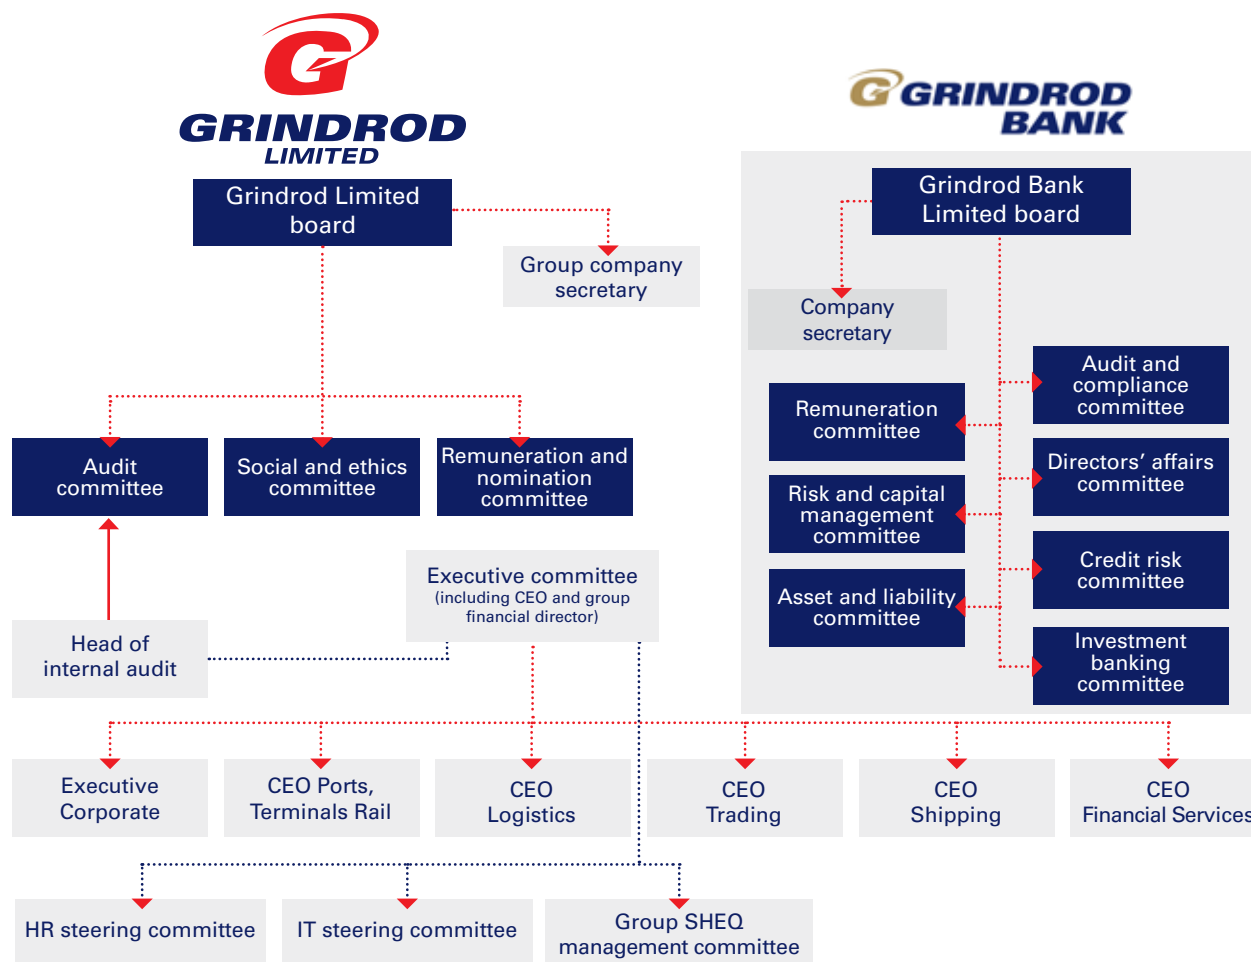 GRINDROD
LIMITED
Grindrod Limited
board
Group company
secretary
Audit
committee
Social and ethics
committee
Remuneration and
nomination
committee
Executive committee
(including CEO and group
financial director)
Head of
internal audit
Executive
Corporate
CEO Ports,
Terminals Rail
CEO
Logistics
CEO
Trading
CEO
Shipping
CEO
Financial Services
HR steering committee
IT steering committee
Group SHEQ
management committee
GRINDROD
BANK
Grindrod Bank
Limited board
Company
secretary
Remuneration
committee
Risk and capital
management
committee
Asset and liability
committee
Audit and
compliance
committee
Directors’ affairs
committee
Credit risk
committee
Investment
banking
committee